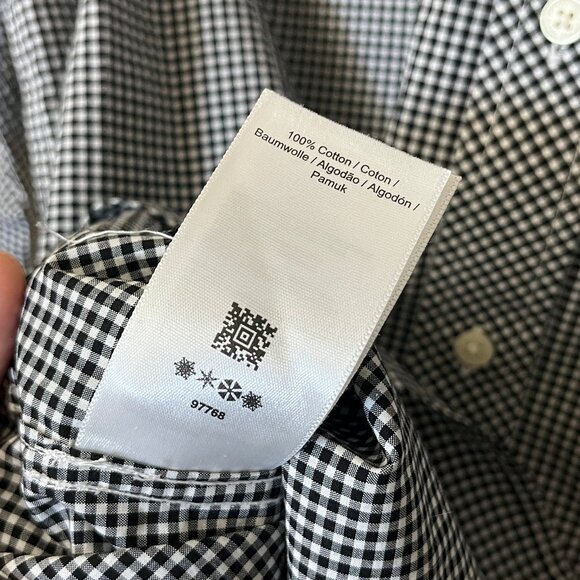 100% Cotton / Coton /
Baumwolle / Algodão / Algodón /
Pamuk
97768